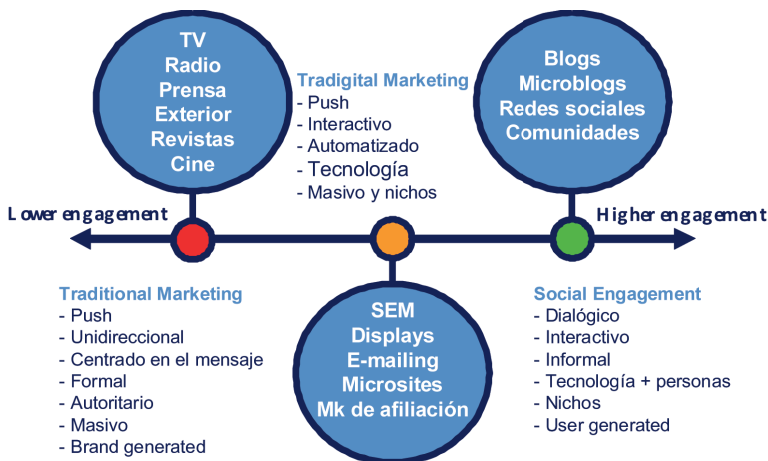 TV
Radio
Prensa
Exterior
Revistas
Cine
Tradigital Marketing
- Push
- Interactivo
- Automatizado
- Tecnología
- Masivo y nichos
Blogs
Microblogs
Redes sociales
Comunidades
Lower engagement
Higher engagement
Traditional Marketing
- Push
- Unidireccional
- Centrado en el mensaje
- Formal
- Autoritario
- Masivo
- Brand generated
SEM
Displays
E-mailing
Microsites
Mk de afiliación
Social Engagement
- Dialógico
- Interactivo
- Informal
- Tecnología + personas
- Nichos
- User generated